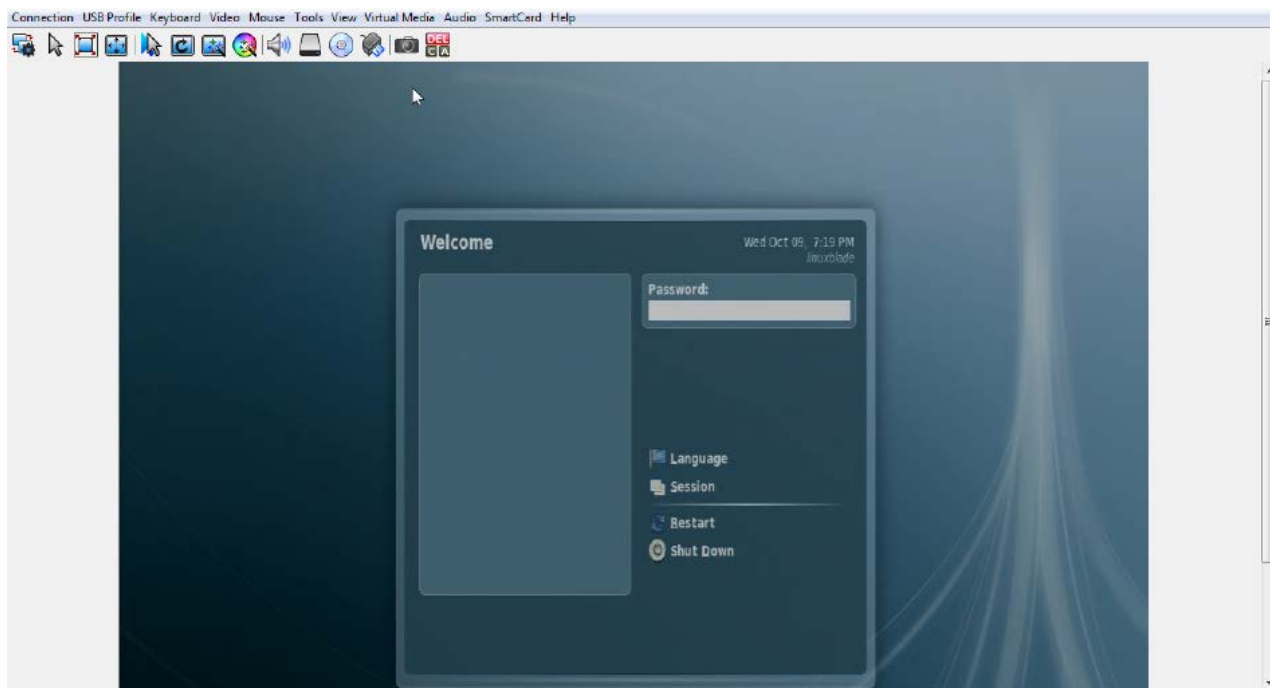 Connection USB Profile Keyboard Video Mouse Tools View Virtual Media Audio SmartCard Help
DEL
C A
Welcome
Wed Oct 09, 7:19 PM
linuxblade
Password:
Language
Session
Restart
Shut Down